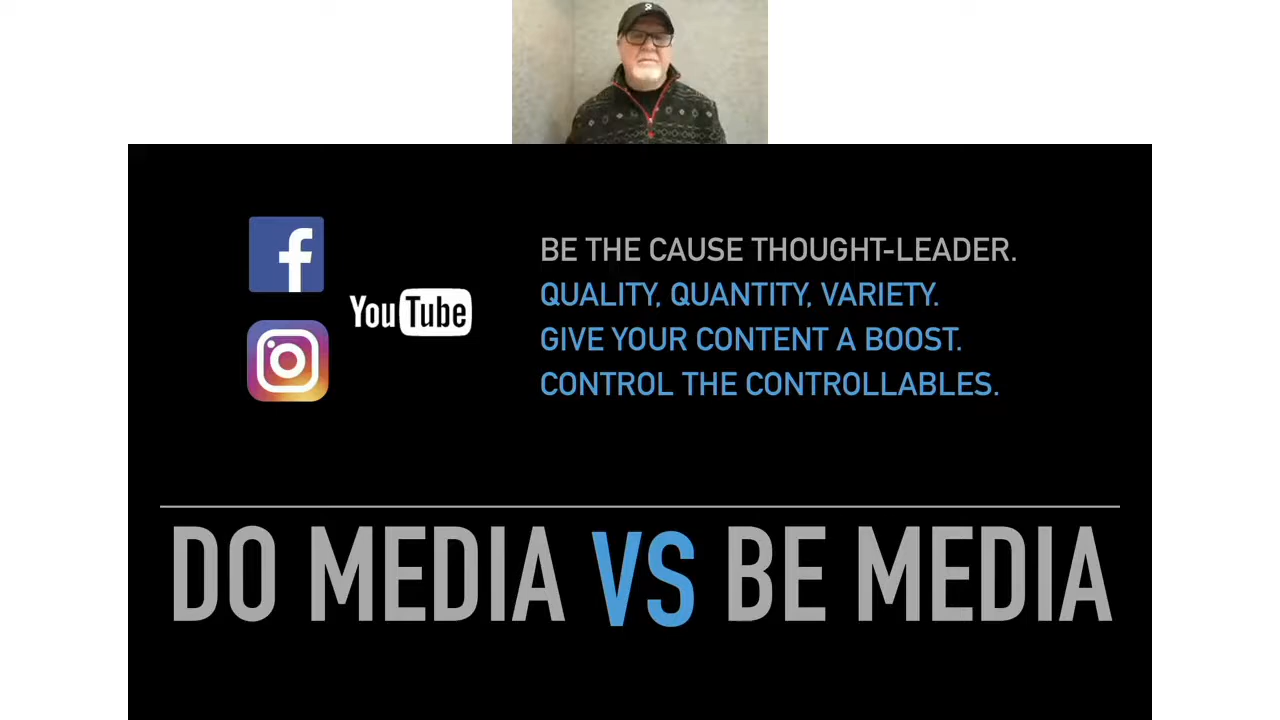 f
YouTube
BE THE CAUSE THOUGHT-LEADER.
QUALITY, QUANTITY, VARIETY.
GIVE YOUR CONTENT A BOOST.
CONTROL THE CONTROLLABLES.
DO MEDIA VS BE MEDIA